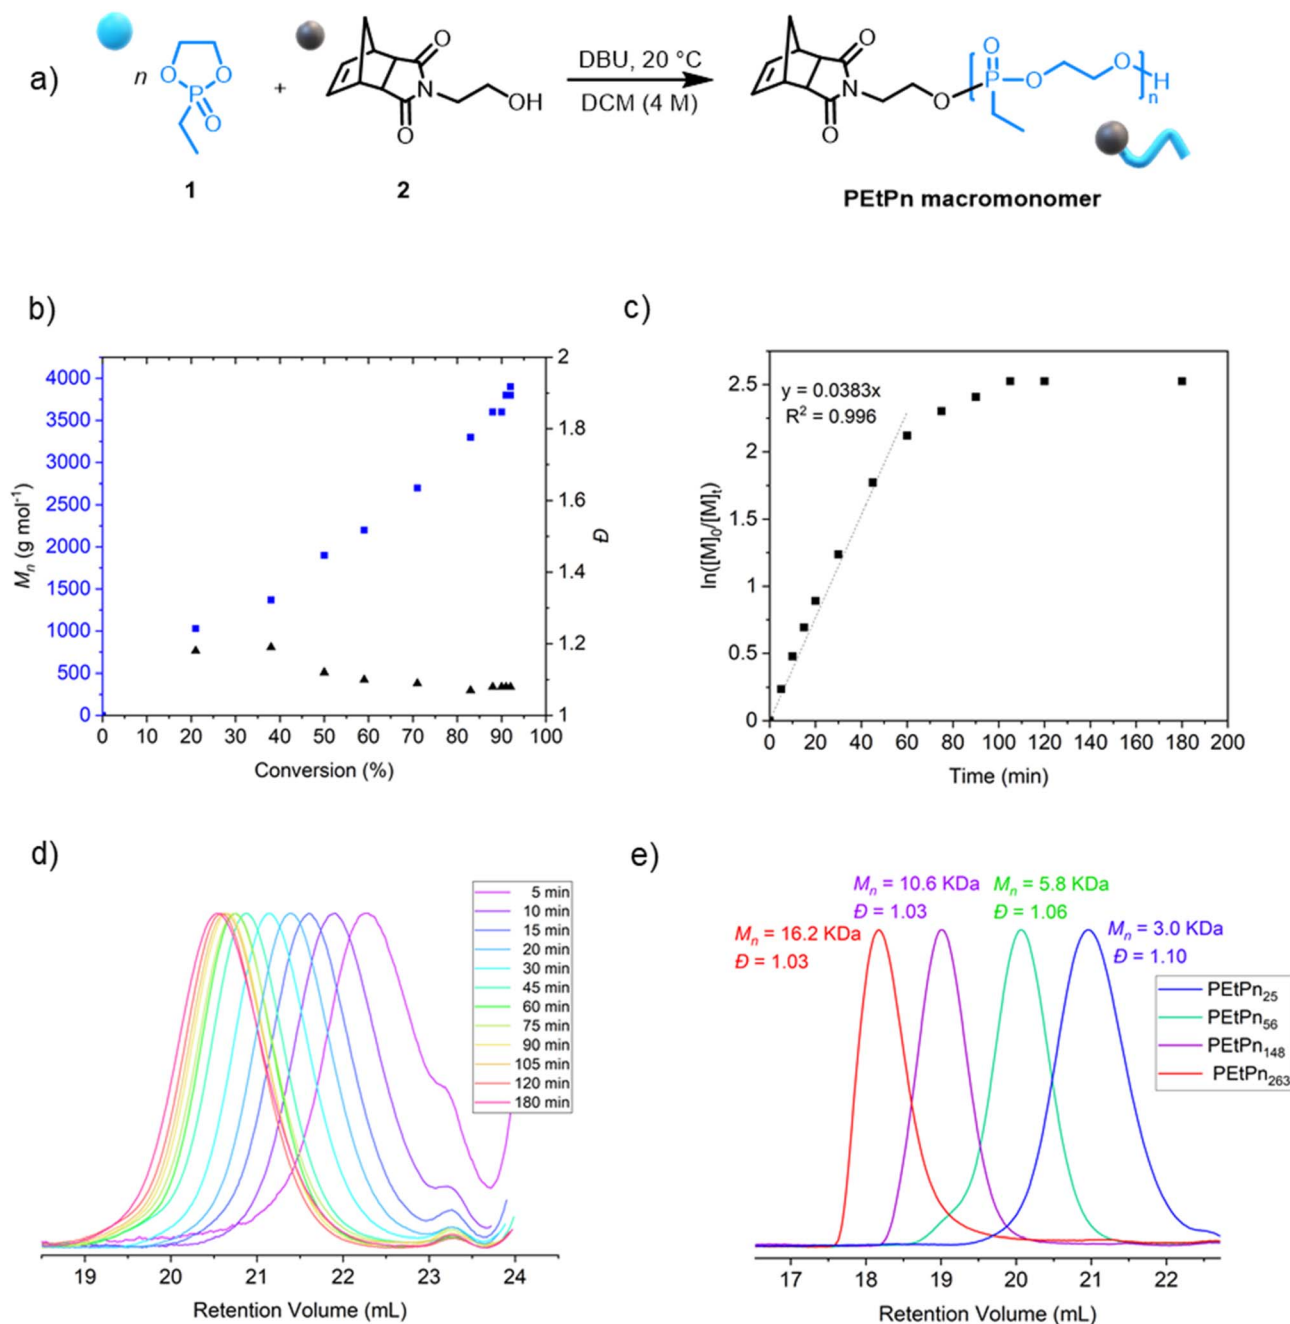 a)
n
O
O
P
O
1
+
O
N
OH
O
2
DBU, 20 °C
DCM (4 M)
O
N
O
O
O
P
O
O
H
n
PEtPn macromonomer
b)
Mn (g mol-1)
4000
3500
3000
2500
2000
1500
1000
500
0
2
1.8
1.6
1.4
1.2
1
Đ
0 10 20 30 40 50 60 70 80 90 100
Conversion (%)
c)
ln([M]0/[M]t)
2.5
2
1.5
1
0.5
0
y = 0.0383x
R2 = 0.996
0 20 40 60 80 100 120 140 160 180 200
Time (min)
d)
5 min
10 min
15 min
20 min
30 min
45 min
60 min
75 min
90 min
105 min
120 min
180 min
19 20 21 22 23 24
Retention Volume (mL)
e)
Mn = 16.2 KDa
Đ = 1.03
Mn = 10.6 KDa
Đ = 1.03
Mn = 5.8 KDa
Đ = 1.06
Mn = 3.0 KDa
Đ = 1.10
PEtPn25
PEtPn56
PEtPn148
PEtPn263
17 18 19 20 21 22
Retention Volume (mL)